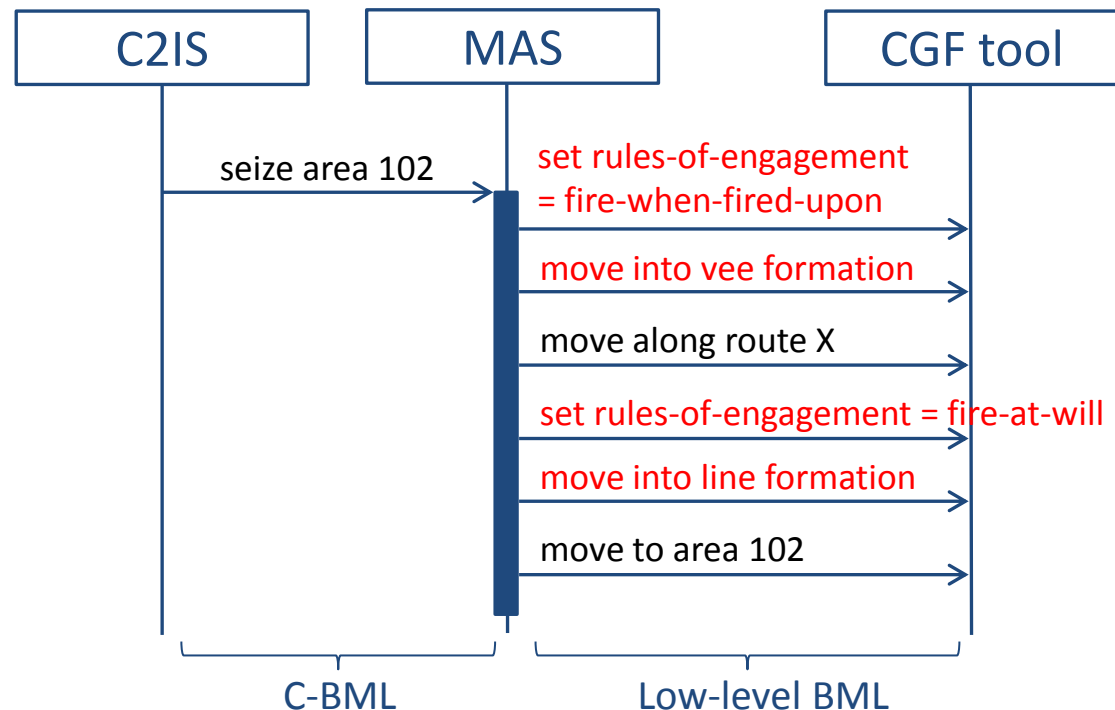 C2IS
MAS
CGF tool
seize area 102
set rules-of-engagement
= fire-when-fired-upon
move into vee formation
move along route X
set rules-of-engagement = fire-at-will
move into line formation
move to area 102
C-BML
Low-level BML